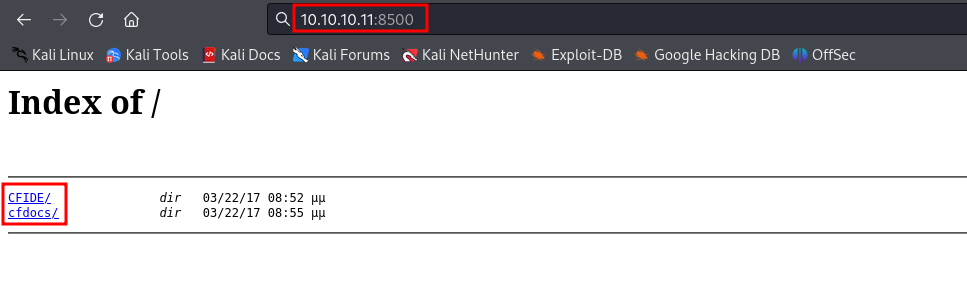 10.10.10.11:8500
Kali Linux Kali Tools Kali Docs Kali Forums Kali NetHunter Exploit-DB Google Hacking DB OffSec
Index of /
CFIDE/ dir 03/22/17 08:52 μμ
cfdocs/ dir 03/22/17 08:55 μμ